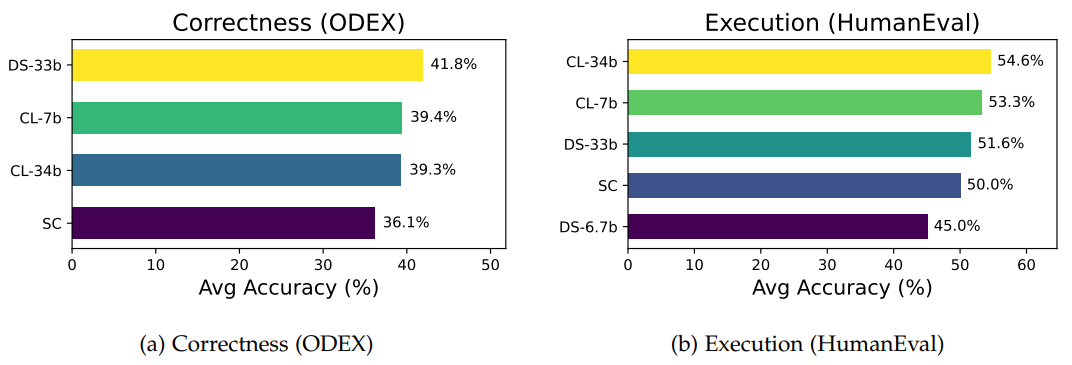 Correctness (ODEX)
DS-33b
41.8%
CL-7b
39.4%
CL-34b
39.3%
SC
36.1%
0 10 20 30 40 50
Avg Accuracy (%)
(a) Correctness (ODEX)
Execution (HumanEval)
CL-34b
54.6%
CL-7b
53.3%
DS-33b
51.6%
SC
50.0%
DS-6.7b
45.0%
0 10 20 30 40 50 60
Avg Accuracy (%)
(b) Execution (HumanEval)